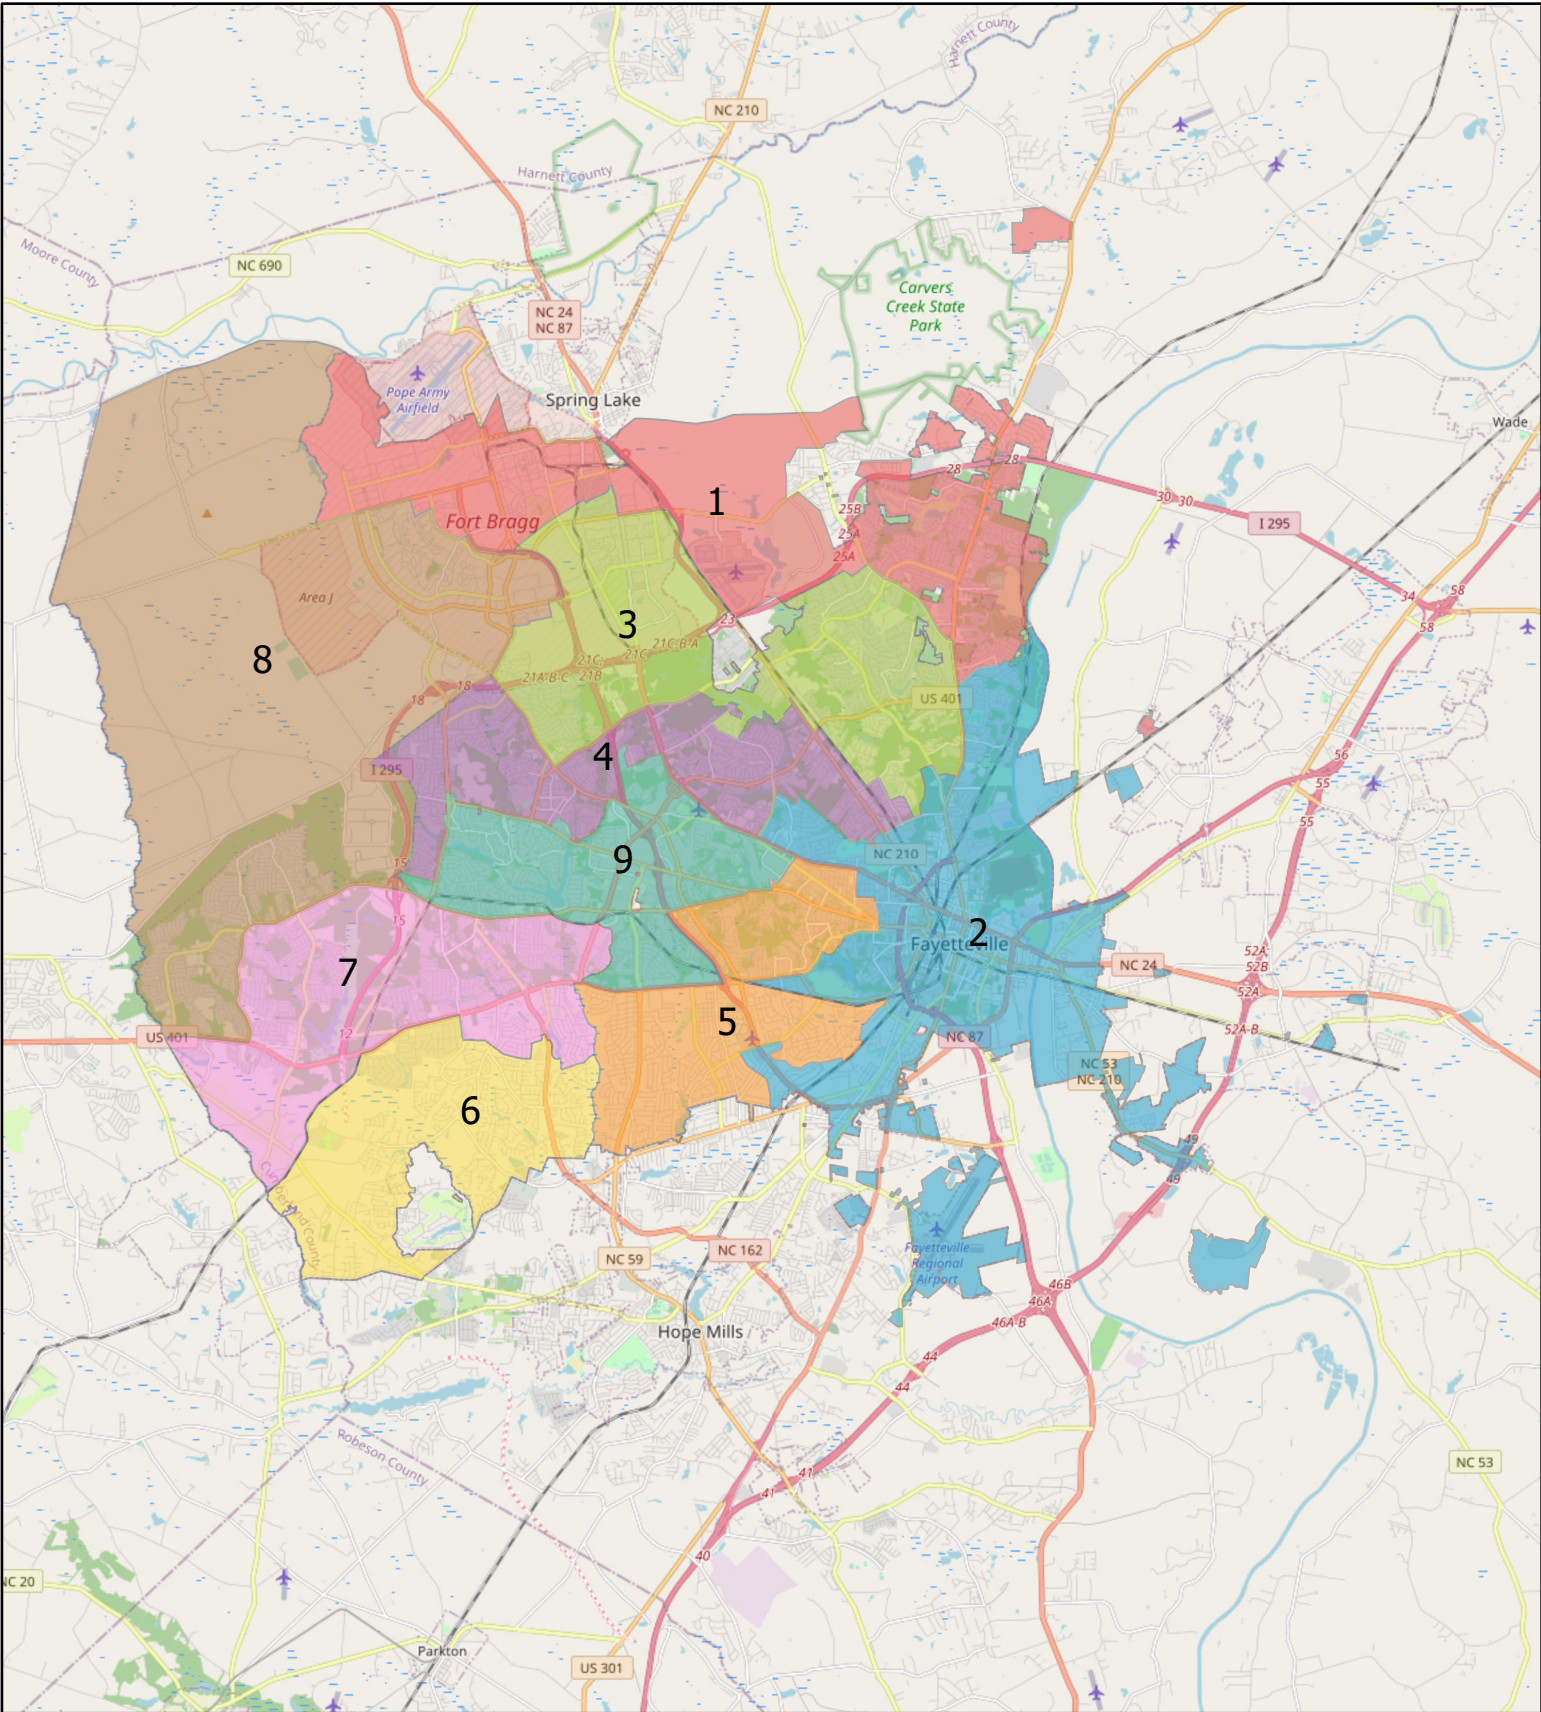 Harnett County
NC 210
Harnett County
Moore County
NC 690
Carvers
Creek State
Park
NC 24
NC 87
Pope Army
Airfield
Spring Lake
Wade
28
28
30
30
1
25B
25A
25A
I 295
Fort Bragg
Area J
58
34
58
23
3
21C-B-A
21C
21C;
21B
21A-B-C
8
18
18
US 401
4
I 295
56
55
55
NC 210
9
15
15
2
Fayetteville
NC 24
52A-
52B
52A
52A-B
7
5
12
US 401
NC 87
NC 53
NC 210
6
49
49
Cumberland County
NC 59
NC 162
Fayetteville
Regional
Airport
46B
46A
46A-B
Hope Mills
44
44
Robeson County
41
41
NC 53
40
NC 20
Parkton
US 301